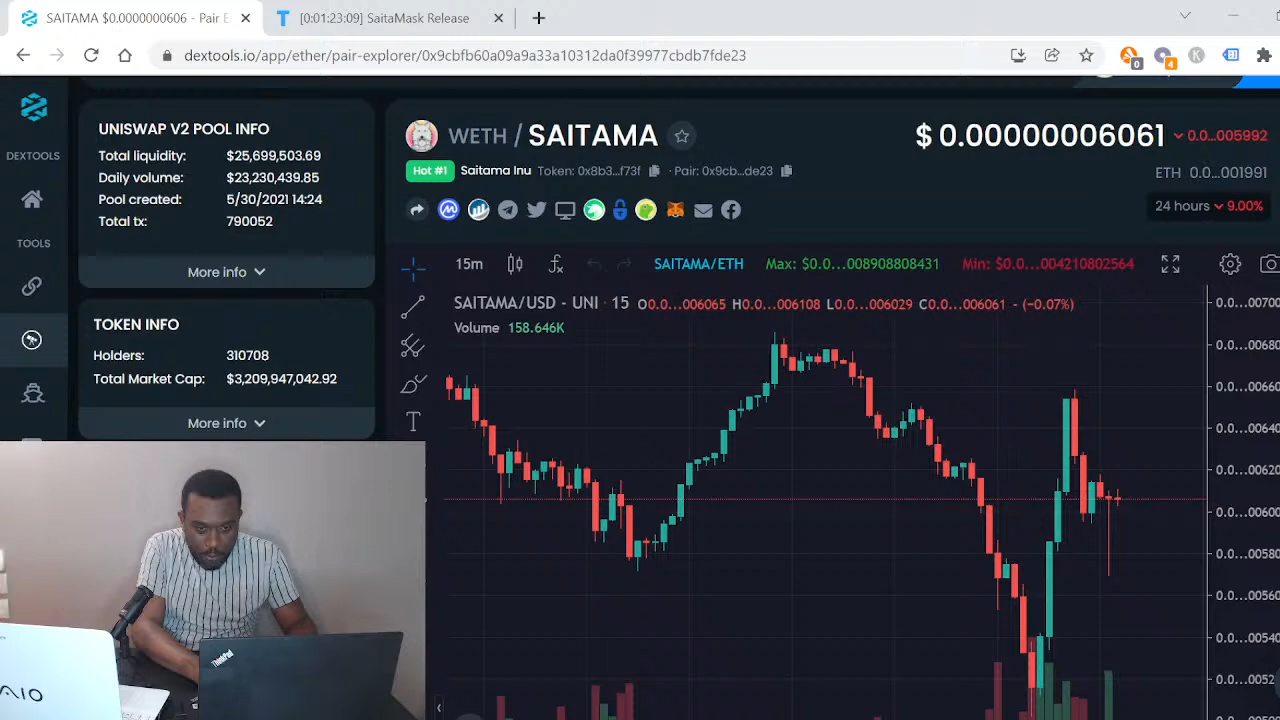 SAITAMA $0.0000000606 - Pair E
[0:01:23:09] SaitaMask Release
dextools.io/app/ether/pair-explorer/0x9cbfb60a09a9a33a10312da0f39977cbdb7fde23
0
4
K
DEXTOOLS
TOOLS
UNISWAP V2 POOL INFO
Total liquidity: $25,699,503.69
Daily volume: $23,230,439.85
Pool created: 5/30/2021 14:24
Total tx: 790052
More info
TOKEN INFO
Holders: 310708
Total Market Cap: $3,209,947,042.92
More info
WETH / SAITAMA
$ 0.00000006061 0.0...005992
Hot #1 Saitama Inu Token: 0x8b3...f73f · Pair: 0x9cb...de23
ETH 0.0...001991
24 hours 9.00%
15m SAITAMA/ETH Max: $0.0...008908808431 Min: $0.0...004210802564
SAITAMA/USD - UNI · 15 O0.0...006065 H0.0...006108 L0.0...006029 C0.0...006061 - (−0.07%)
Volume 158.646K
0.0...00700
0.0...00680
0.0...00660
0.0...00640
0.0...00620
0.0...00600
0.0...00580
0.0...00560
0.0...00540
0.0...0052
T
ThinkPad
AIO